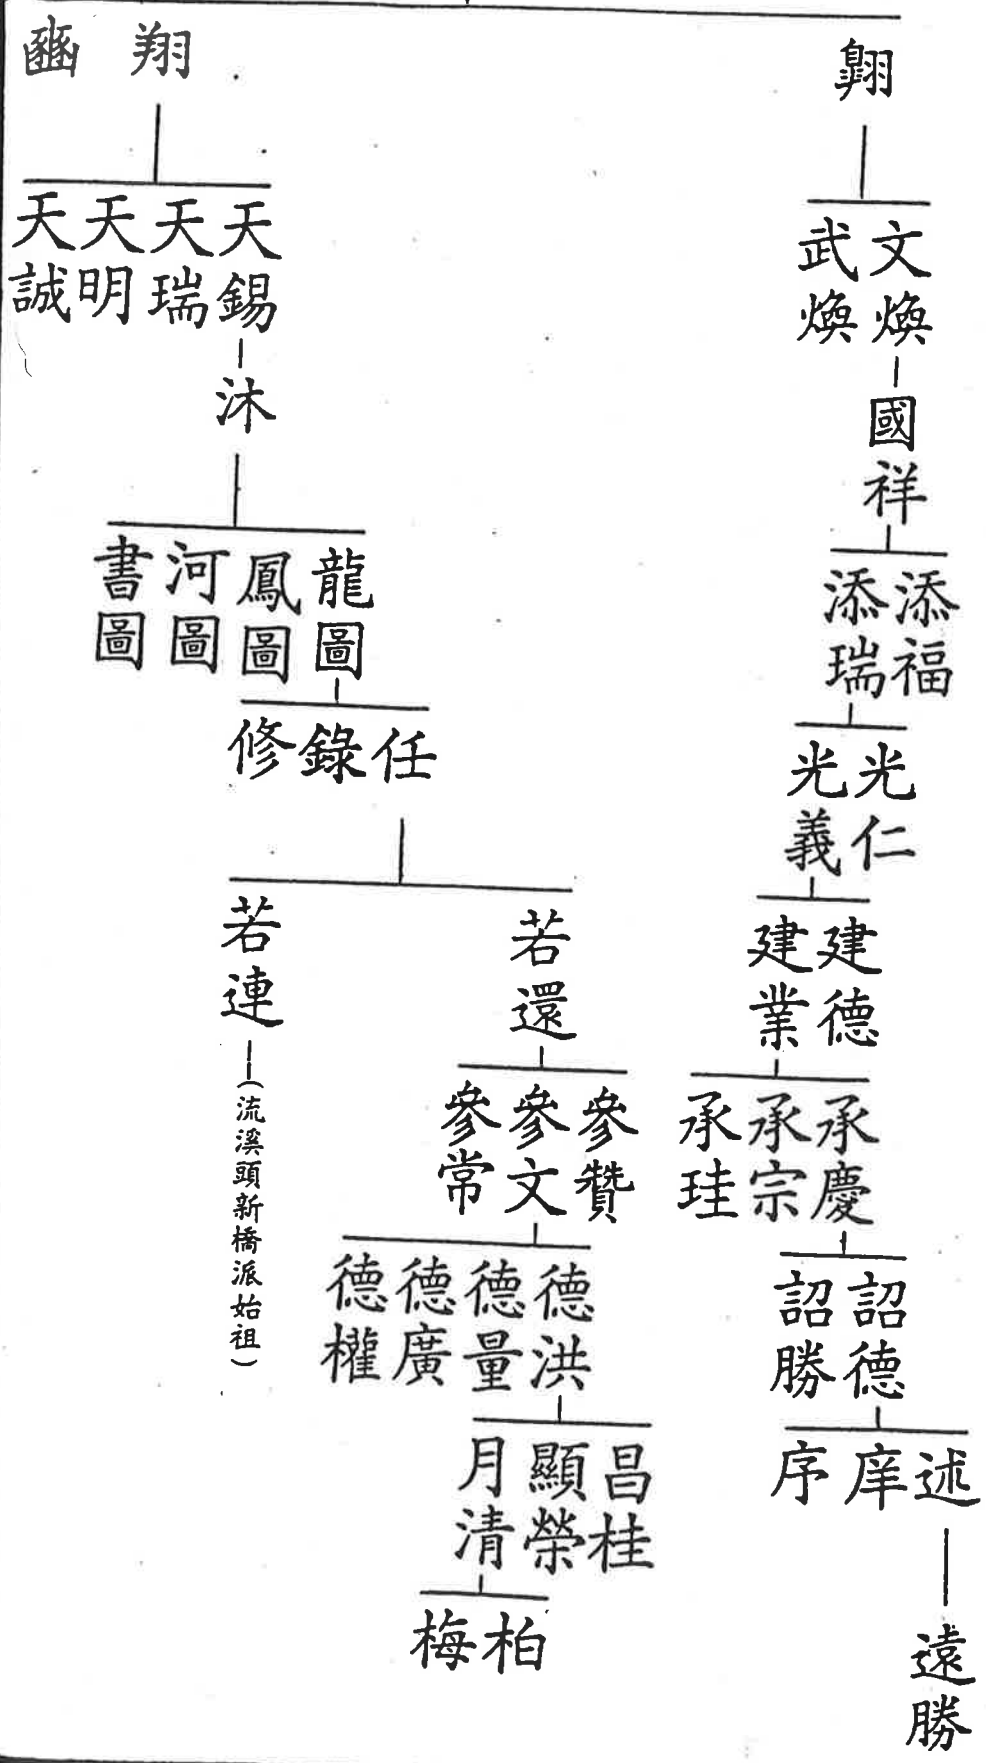 翺
文煥
武煥
國祥
添福
添瑞
光仁
光義
建德
建業
承慶
承宗
承珪
詔德
詔勝
述
庠
序
遠勝
翔
豳
天錫
天瑞
天明
天誠
沐
龍圖
鳳圖
河圖
書圖
任
錄
修
若還
若連
(流溪頭新橋派始祖)
參贊
參文
參常
德洪
德量
德廣
德權
昌桂
顯榮
月清
柏
梅